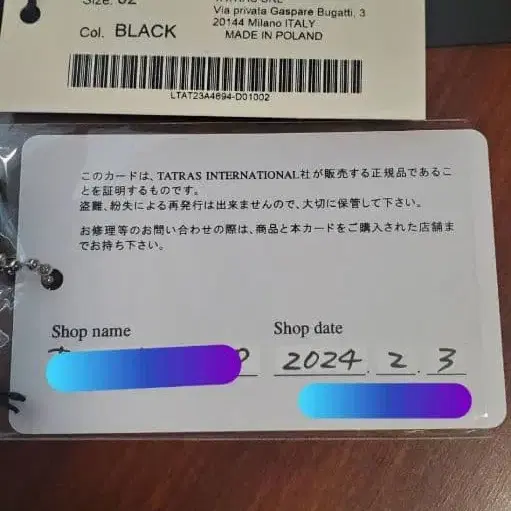 Size: 02
TATRAS SRL
Via privata Gaspare Bugatti, 3
20144 Milano ITALY
Col. BLACK
MADE IN POLAND
LTAT23A4694-D01002
このカードは、TATRAS INTERNATIONAL社が販売する正規品であるこ
とを証明するものです。
盗難、紛失による再発行は出来ませんので、大切に保管して下さい。
お修理等のお問い合わせの際は、商品と本カードをご購入された店舗ま
でお持ち下さい。
Shop name
Shop date
2024. 2. 3